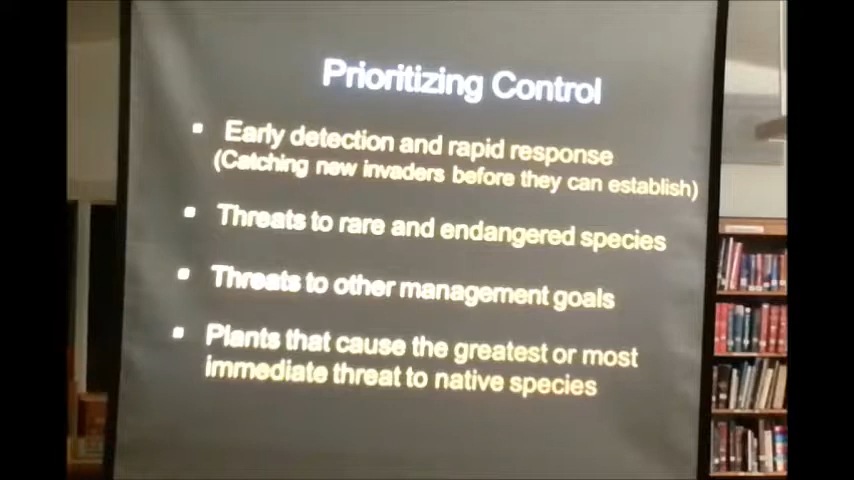 Prioritizing Control
▪ Early detection and rapid response
(Catching new invaders before they can establish)
▪ Threats to rare and endangered species
▪ Threats to other management goals
▪ Plants that cause the greatest or most
immediate threat to native species